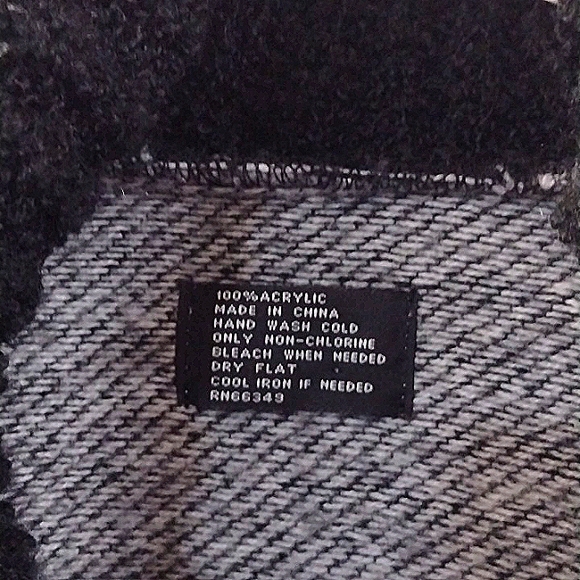 100%ACRYLIC
MADE IN CHINA
HAND WASH COLD
ONLY NON-CHLORINE
BLEACH WHEN NEEDED
DRY FLAT
COOL IRON IF NEEDED
RN66349